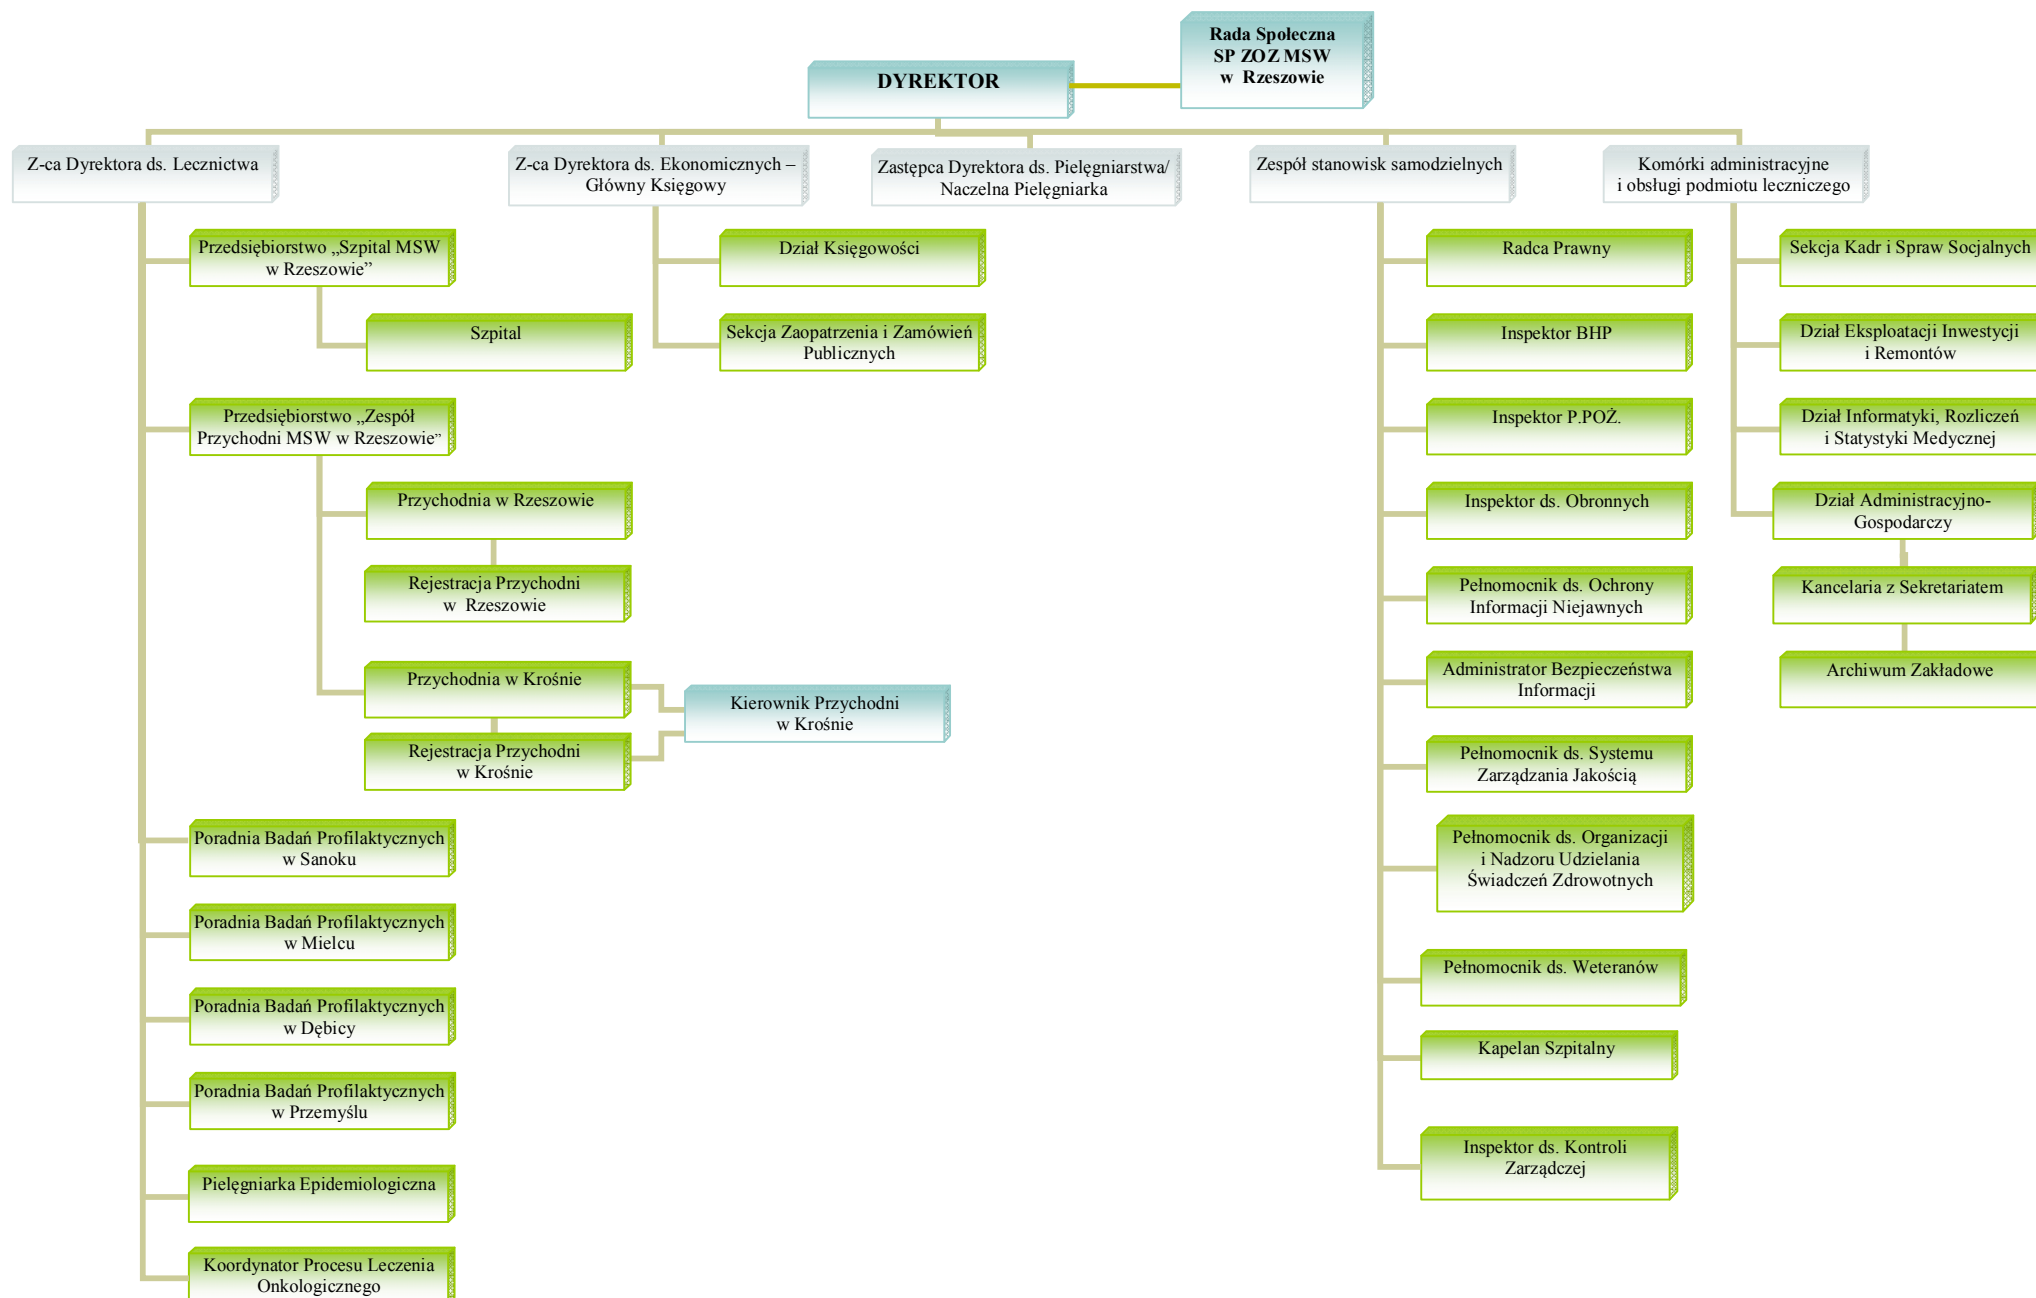 Rada Społeczna
SP ZOZ MSW
w Rzeszowie
DYREKTOR
Z-ca Dyrektora ds. Lecznictwa
Z-ca Dyrektora ds. Ekonomicznych –
Główny Księgowy
Zastępca Dyrektora ds. Pielęgniarstwa/
Naczelna Pielęgniarka
Zespół stanowisk samodzielnych
Komórki administracyjne
i obsługi podmiotu leczniczego
Przedsiębiorstwo „Szpital MSW
w Rzeszowie”
Szpital
Przedsiębiorstwo „Zespół
Przychodni MSW w Rzeszowie”
Przychodnia w Rzeszowie
Rejestracja Przychodni
w Rzeszowie
Przychodnia w Krośnie
Rejestracja Przychodni
w Krośnie
Kierownik Przychodni
w Krośnie
Poradnia Badań Profilaktycznych
w Sanoku
Poradnia Badań Profilaktycznych
w Mielcu
Poradnia Badań Profilaktycznych
w Dębicy
Poradnia Badań Profilaktycznych
w Przemyślu
Pielęgniarka Epidemiologiczna
Koordynator Procesu Leczenia
Onkologicznego
Dział Księgowości
Sekcja Zaopatrzenia i Zamówień
Publicznych
Radca Prawny
Inspektor BHP
Inspektor P.POŻ.
Inspektor ds. Obronnych
Pełnomocnik ds. Ochrony
Informacji Niejawnych
Administrator Bezpieczeństwa
Informacji
Pełnomocnik ds. Systemu
Zarządzania Jakością
Pełnomocnik ds. Organizacji
i Nadzoru Udzielania
Świadczeń Zdrowotnych
Pełnomocnik ds. Weteranów
Kapelan Szpitalny
Inspektor ds. Kontroli
Zarządczej
Sekcja Kadr i Spraw Socjalnych
Dział Eksploatacji Inwestycji
i Remontów
Dział Informatyki, Rozliczeń
i Statystyki Medycznej
Dział Administracyjno-
Gospodarczy
Kancelaria z Sekretariatem
Archiwum Zakładowe